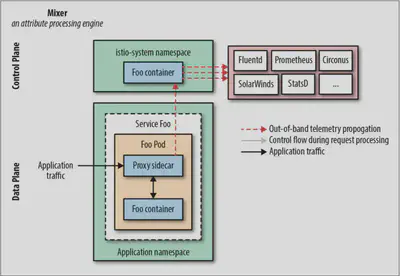 Mixer
an attribute processing engine
Control Plane
istio-system namespace
Foo container
Fluentd
Prometheus
Circonus
SolarWinds
StatsD
...
Data Plane
Service Foo
Foo Pod
Application
traffic
Proxy sidecar
Foo container
Application namespace
Out-of-band telemetry propogation
Control flow during request processing
Application traffic